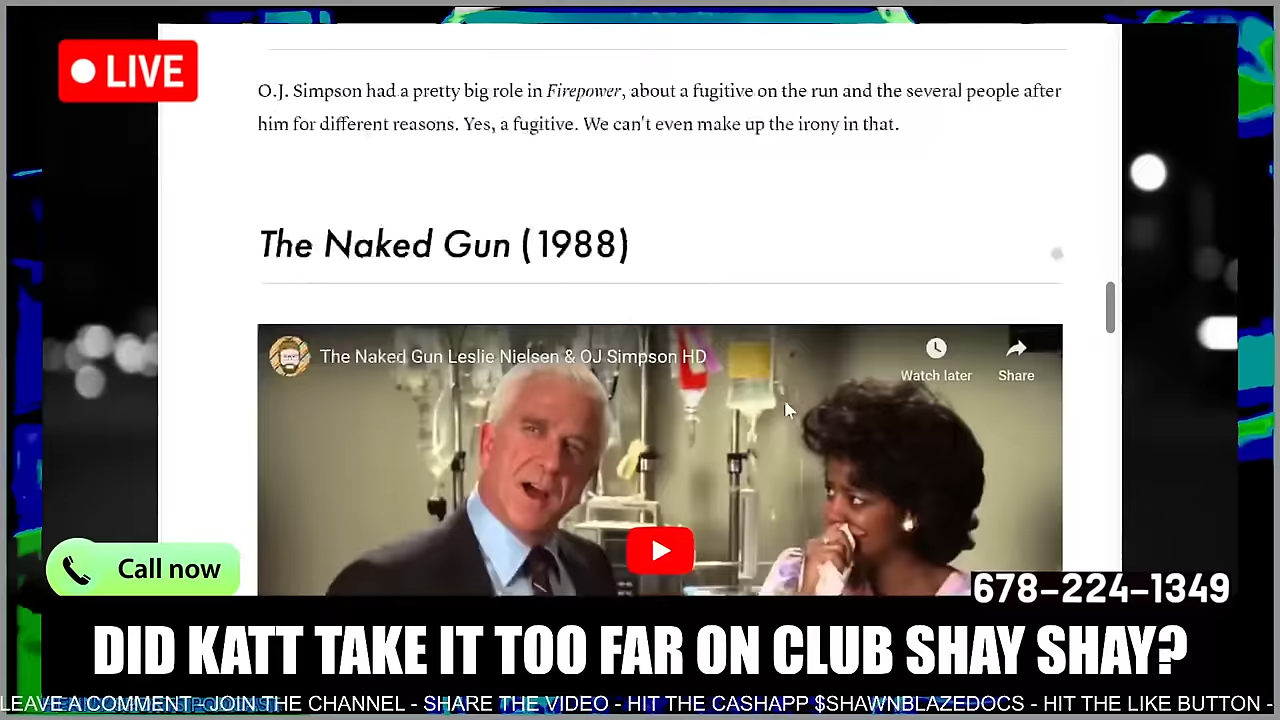 LIVE
O.J. Simpson had a pretty big role in Firepower, about a fugitive on the run and the several people after
him for different reasons. Yes, a fugitive. We can't even make up the irony in that.
The Naked Gun (1988)
The Naked Gun Leslie Nielsen & OJ Simpson HD
Watch later
Share
Call now
678-224-1349
DID KATT TAKE IT TOO FAR ON CLUB SHAY SHAY?
LEAVE A COMMENT - JOIN THE CHANNEL - SHARE THE VIDEO - HIT THE CASHAPP $SHAWNBLAZEDOCS - HIT THE LIKE BUTTON -